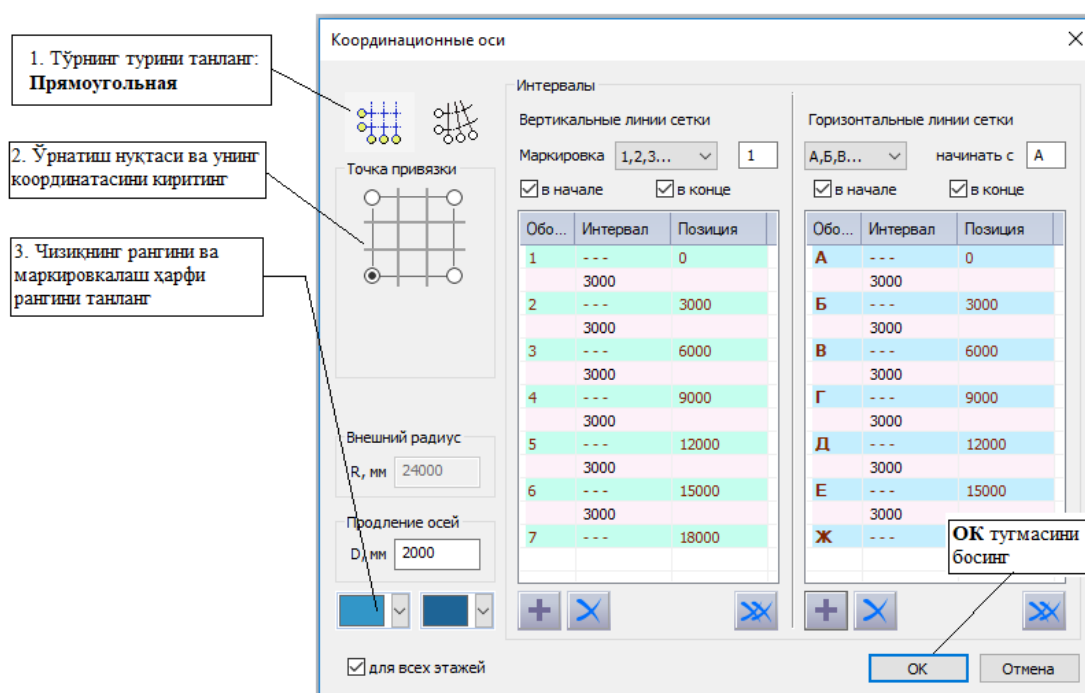 Координационные оси
1. Тўрнинг турини танланг:
Прямоугольная
2. Ўрнатиш нуқтаси ва унинг
координатасини киритинг
3. Чизиқнинг рангини ва
маркировкалаш ҳарфи
рангини танланг
Точка привязки
Внешний радиус
R, мм 24000
Продление осей
D, мм 2000
для всех этажей
Интервалы
Вертикальные линии сетки
Маркировка 1,2,3... 1
в начале в конце
Обо... Интервал Позиция
1 --- 0
3000
2 --- 3000
3000
3 --- 6000
3000
4 --- 9000
3000
5 --- 12000
3000
6 --- 15000
3000
7 --- 18000
Горизонтальные линии сетки
А,Б,В... начинать с А
в начале в конце
Обо... Интервал Позиция
А --- 0
3000
Б --- 3000
3000
В --- 6000
3000
Г --- 9000
3000
Д --- 12000
3000
Е --- 15000
3000
Ж ---
ОК тугмасини
босинг
ОК Отмена